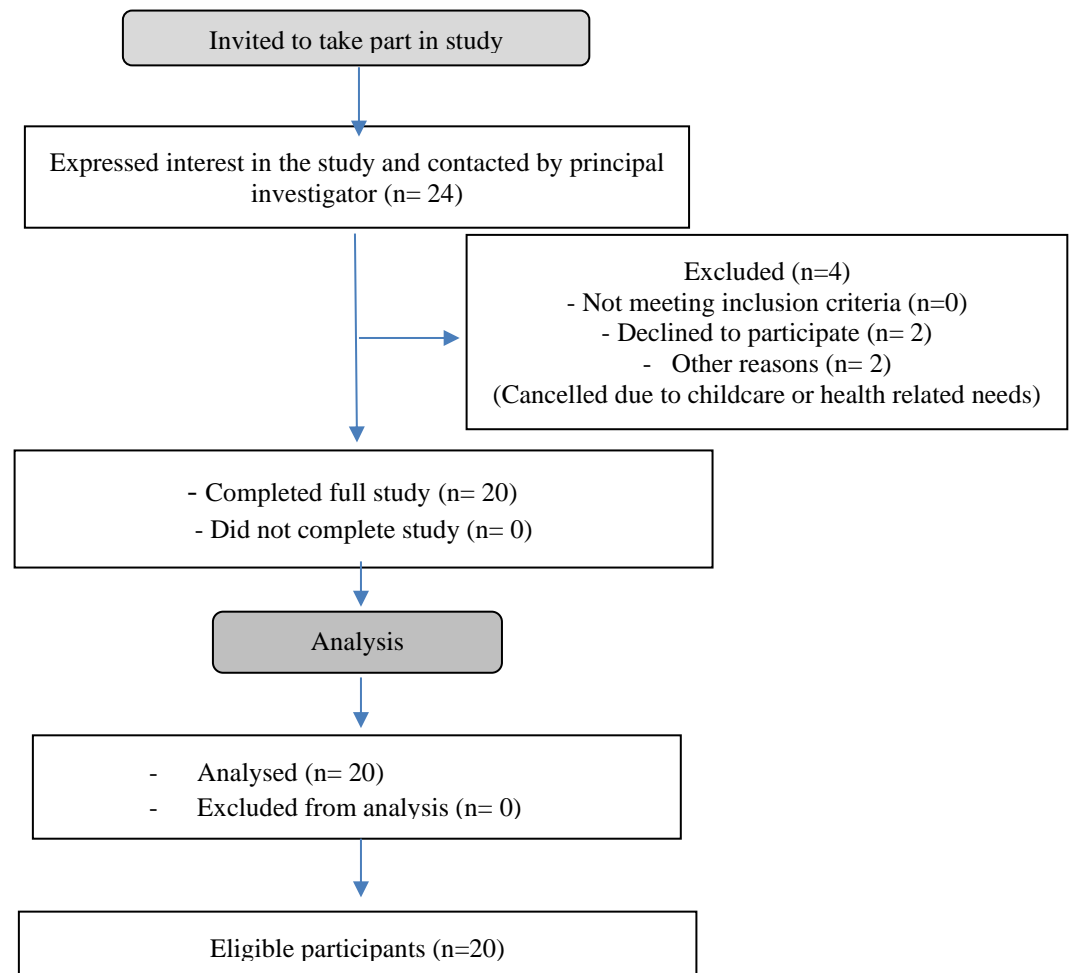 Invited to take part in study
Expressed interest in the study and contacted by principal
investigator (n= 24)
Excluded (n=4)
- Not meeting inclusion criteria (n=0)
- Declined to participate (n= 2)
- Other reasons (n= 2)
(Cancelled due to childcare or health related needs)
- Completed full study (n= 20)
- Did not complete study (n= 0)
Analysis
- Analysed (n= 20)
- Excluded from analysis (n= 0)
Eligible participants (n=20)